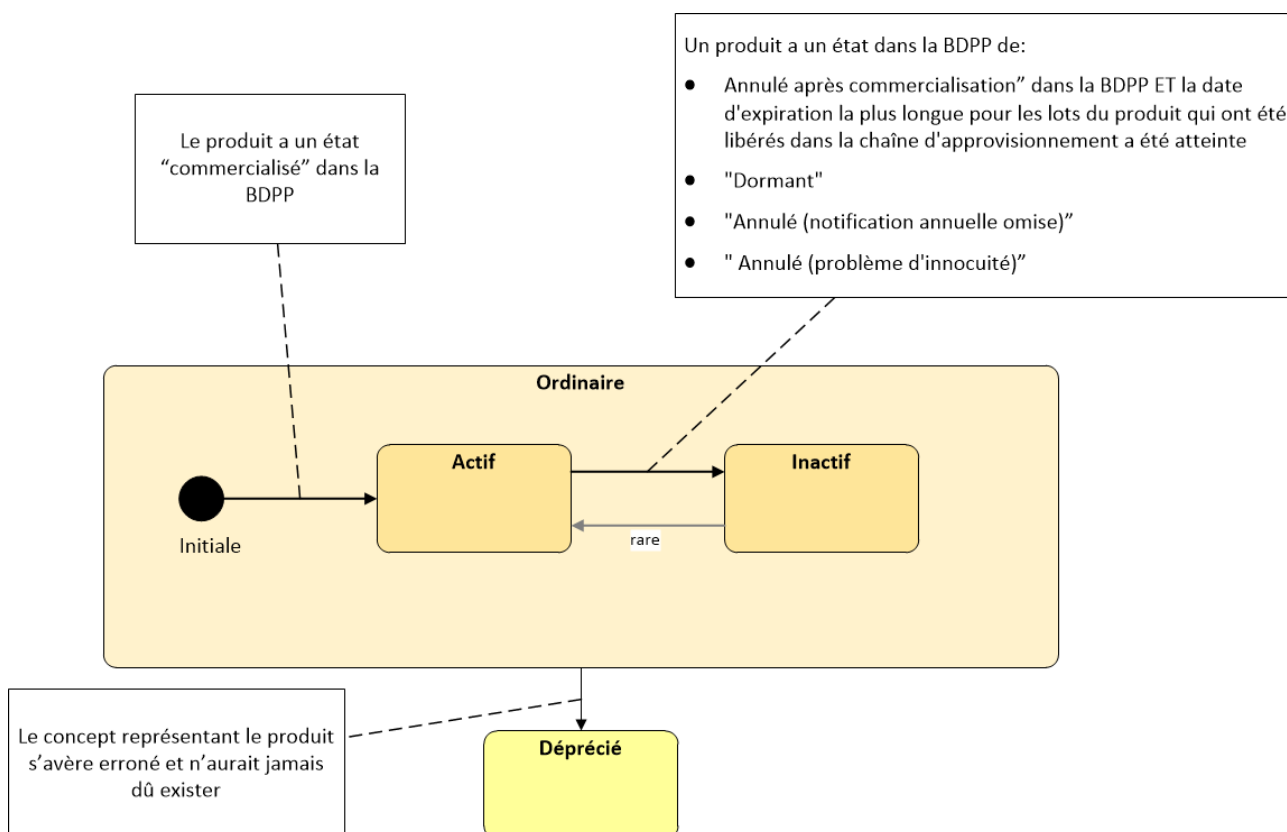 Un produit a un état dans la BDPP de:
● Annulé après commercialisation” dans la BDPP ET la date
d'expiration la plus longue pour les lots du produit qui ont été
libérés dans la chaîne d'approvisionnement a été atteinte
● "Dormant"
● "Annulé (notification annuelle omise)”
● " Annulé (problème d'innocuité)”
Le produit a un état
“commercialisé” dans la
BDPP
Ordinaire
Actif
Inactif
Initiale
rare
Le concept représentant le produit
s’avère erroné et n’aurait jamais
dû exister
Déprécié